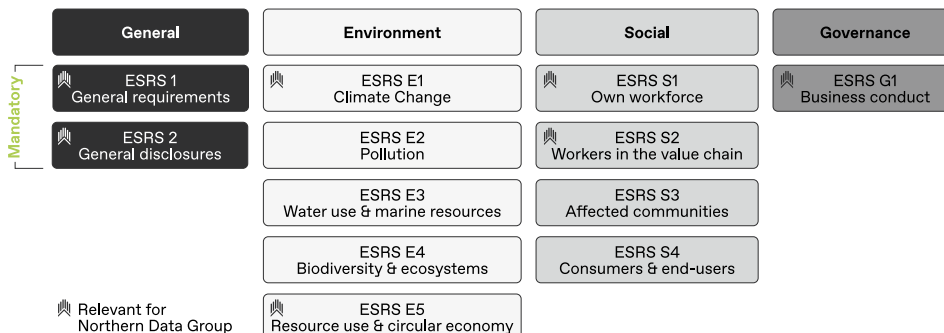 General
Environment
Social
Governance
Mandatory
ESRS 1
General requirements
ESRS E1
Climate Change
ESRS S1
Own workforce
ESRS G1
Business conduct
ESRS 2
General disclosures
ESRS E2
Pollution
ESRS S2
Workers in the value chain
ESRS E3
Water use & marine resources
ESRS S3
Affected communities
ESRS E4
Biodiversity & ecosystems
ESRS S4
Consumers & end-users
ESRS E5
Resource use & circular economy
Relevant for
Northern Data Group